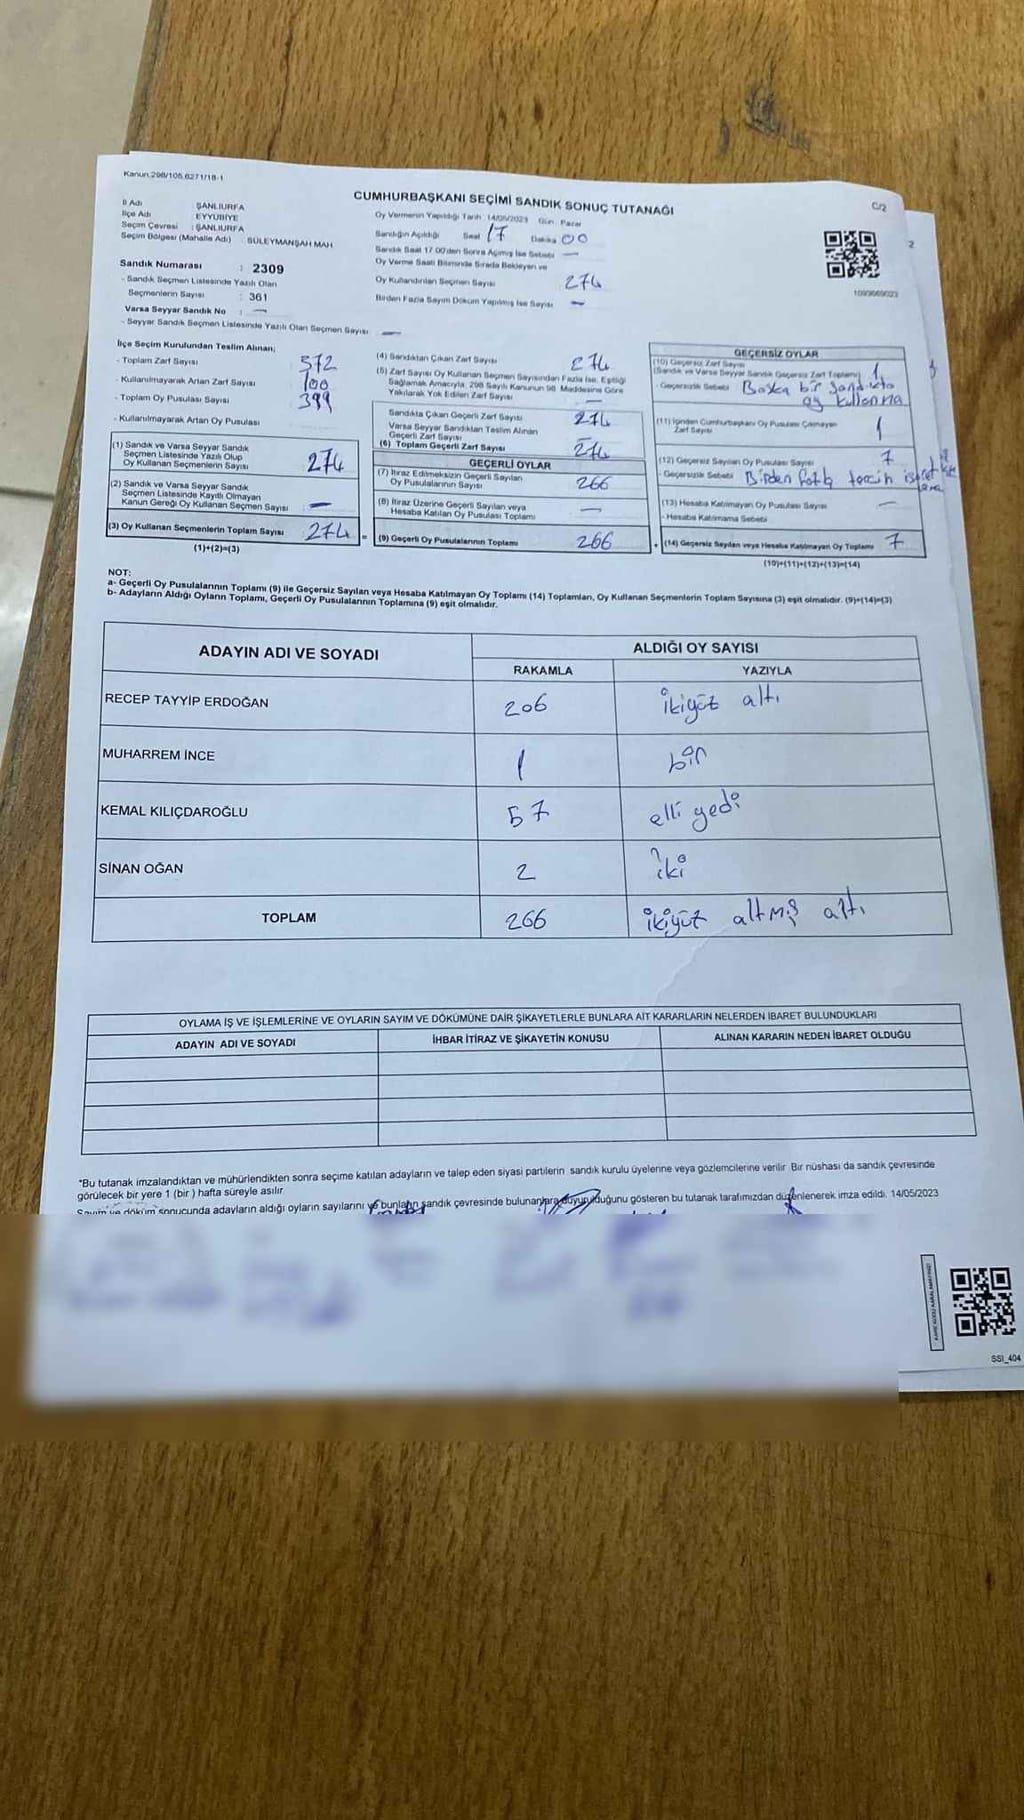 Kanun.298/105,6271/18-1
CUMHURBAŞKANI SEÇİMİ SANDIK SONUÇ TUTANAĞI
C/2
İl Adı ŞANLIURFA
İlçe Adı EYYÜBİYE
Seçim Çevresi : ŞANLIURFA
Seçim Bölgesi (Mahalle Adı) : SÜLEYMANŞAH MAH.
Oy Vermenin Yapıldığı Tarih 14/05/2023 Gün: Pazar
Sandığın Açıldığı Saat 17 Dakika 00
Sandık Saat 17.00'den Sonra Açmış İse Sebebi —
Oy Verme Saati Bitiminde Sırada Bekleyen ve
Oy Kullandırılan Seçmen Sayısı 274
Birden Fazla Sayım Döküm Yapılmış İse Sayısı —
2
1093669023
Sandık Numarası : 2309
- Sandık Seçmen Listesinde Yazılı Olan
Seçmenlerin Sayısı : 361
Varsa Seyyar Sandık No : —
- Seyyar Sandık Seçmen Listesinde Yazılı Olan Seçmen Sayısı —
İlçe Seçim Kurulundan Teslim Alınan;
- Toplam Zarf Sayısı 372
- Kullanılmayarak Artan Zarf Sayısı 100
- Toplam Oy Pusulası Sayısı 399
- Kullanılmayarak Artan Oy Pusulası
(1) Sandık ve Varsa Seyyar Sandık
Seçmen Listesinde Yazılı Olup
Oy Kullanan Seçmenlerin Sayısı 274
(2) Sandık ve Varsa Seyyar Sandık
Seçmen Listesinde Kayıtlı Olmayan
Kanun Gereği Oy Kullanan Seçmen Sayısı —
(3) Oy Kullanan Seçmenlerin Toplam Sayısı 274
(1)+(2)=(3)
(4) Sandıktan Çıkan Zarf Sayısı 274
(5) Zarf Sayısı Oy Kullanan Seçmen Sayısından Fazla İse, Eşitliği
Sağlamak Amacıyla, 298 Sayılı Kanunun 98. Maddesine Göre
Yakılarak Yok Edilen Zarf Sayısı —
Sandıkta Çıkan Geçerli Zarf Sayısı 274
Varsa Seyyar Sandıktan Teslim Alınan
Geçerli Zarf Sayısı
(6) Toplam Geçerli Zarf Sayısı 274
GEÇERLİ OYLAR
(7) İtiraz Edilmeksizin Geçerli Sayılan
Oy Pusulalarının Sayısı 266
(8) İtiraz Üzerine Geçerli Sayılan veya
Hesaba Katılan Oy Pusulası Toplamı —
= (9) Geçerli Oy Pusulalarının Toplamı 266
GEÇERSİZ OYLAR
(10) Geçersiz Zarf Sayısı
(Sandık ve Varsa Seyyar Sandık Geçersiz Zarf Toplamı) 1
- Geçersizlik Sebebi Başka bir sandıkta
oy kullanma
(11) İçinden Cumhurbaşkanı Oy Pusulası Çıkmayan
Zarf Sayısı 1
(12) Geçersiz Sayılan Oy Pusulası Sayısı 7
- Geçersizlik Sebebi Birden fazla tercih
(13) Hesaba Katılmayan Oy Pusulası Sayısı —
- Hesaba Katılmama Sebebi
+ (14) Geçersiz Sayılan veya Hesaba Katılmayan Oy Toplamı 7
(10)+(11)+(12)+(13)=(14)
NOT:
a- Geçerli Oy Pusulalarının Toplamı (9) ile Geçersiz Sayılan veya Hesaba Katılmayan Oy Toplamı (14) Toplamları, Oy Kullanan Seçmenlerin Toplam Sayısına (3) eşit olmalıdır. (9)+(14)=(3)
b- Adayların Aldığı Oyların Toplamı, Geçerli Oy Pusulalarının Toplamına (9) eşit olmalıdır.
ADAYIN ADI VE SOYADI
ALDIĞI OY SAYISI
RAKAMLA YAZIYLA
RECEP TAYYİP ERDOĞAN 206 ikiyüz altı
MUHARREM İNCE 1 bir
KEMAL KILIÇDAROĞLU 57 elli yedi
SİNAN OĞAN 2 iki
TOPLAM 266 ikiyüz altmış altı
OYLAMA İŞ VE İŞLEMLERİNE VE OYLARIN SAYIM VE DÖKÜMÜNE DAİR ŞİKAYETLERLE BUNLARA AİT KARARLARIN NELERDEN İBARET BULUNDUKLARI
ADAYIN ADI VE SOYADI İHBAR İTİRAZ VE ŞİKAYETİN KONUSU ALINAN KARARIN NEDEN İBARET OLDUĞU
*Bu tutanak imzalandıktan ve mühürlendikten sonra seçime katılan adayların ve talep eden siyasi partilerin sandık kurulu üyelerine veya gözlemcilerine verilir. Bir nüshası da sandık çevresinde
görülecek bir yere 1 (bir) hafta süreyle asılır
Sayım ve döküm sonucunda adayların aldığı oyların sayılarını ve bunların sandık çevresinde bulunanlara duyurulduğunu gösteren bu tutanak tarafımızdan düzenlenerek imza edildi. 14/05/2023
SSI_404